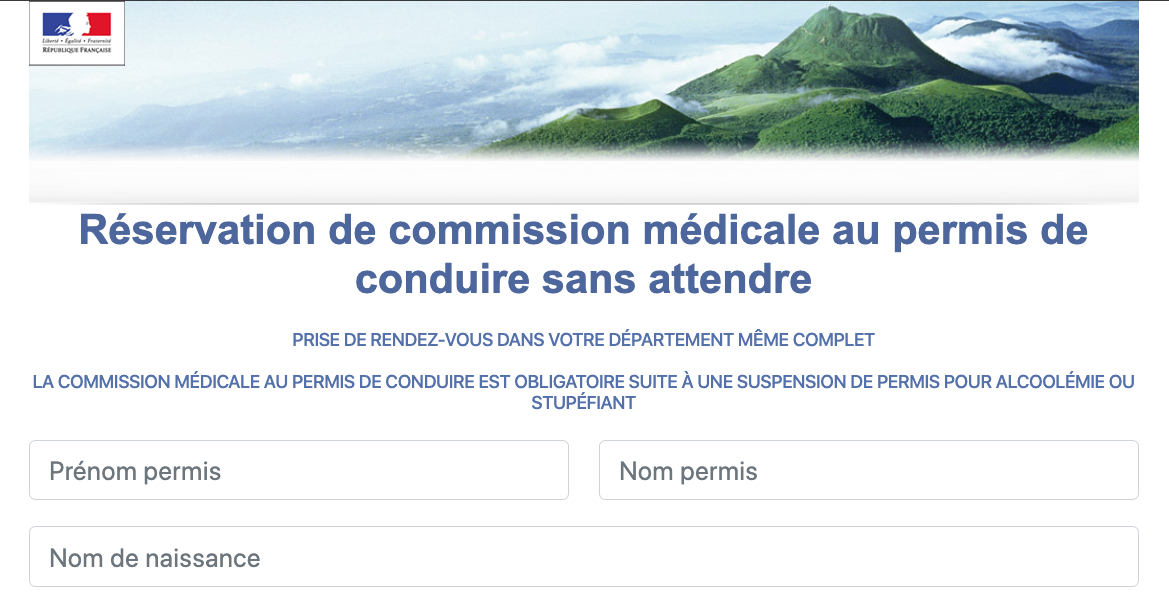 Liberté • Égalité • Fraternité
RÉPUBLIQUE FRANÇAISE
Réservation de commission médicale au permis de
conduire sans attendre
PRISE DE RENDEZ-VOUS DANS VOTRE DÉPARTEMENT MÊME COMPLET
LA COMMISSION MÉDICALE AU PERMIS DE CONDUIRE EST OBLIGATOIRE SUITE À UNE SUSPENSION DE PERMIS POUR ALCOOLÉMIE OU
STUPÉFIANT
Prénom permis
Nom permis
Nom de naissance